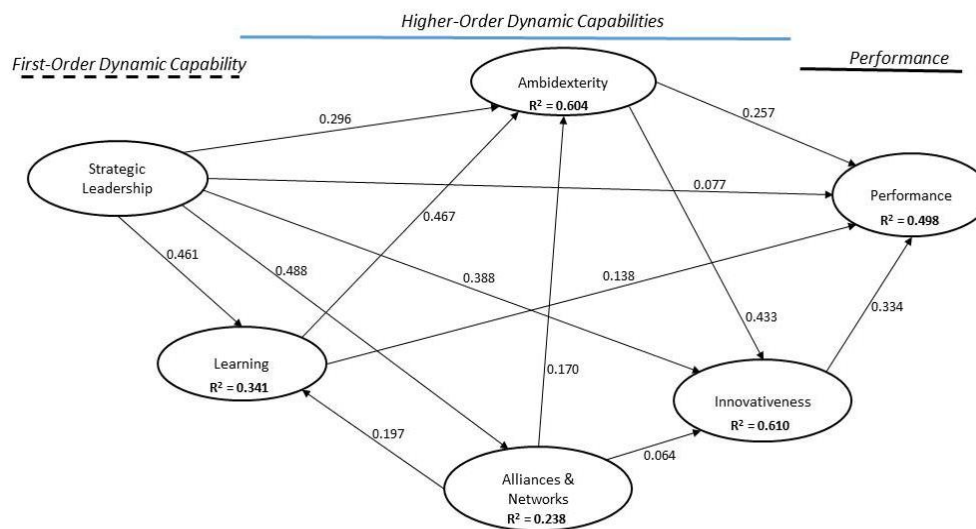 Higher-Order Dynamic Capabilities
First-Order Dynamic Capability
Performance
Ambidexterity
R² = 0.604
0.296
0.257
Strategic
Leadership
0.077
Performance
R² = 0.498
0.467
0.461
0.488
0.388
0.138
0.334
0.433
Learning
R² = 0.341
0.170
Innovativeness
R² = 0.610
0.197
0.064
Alliances &
Networks
R² = 0.238